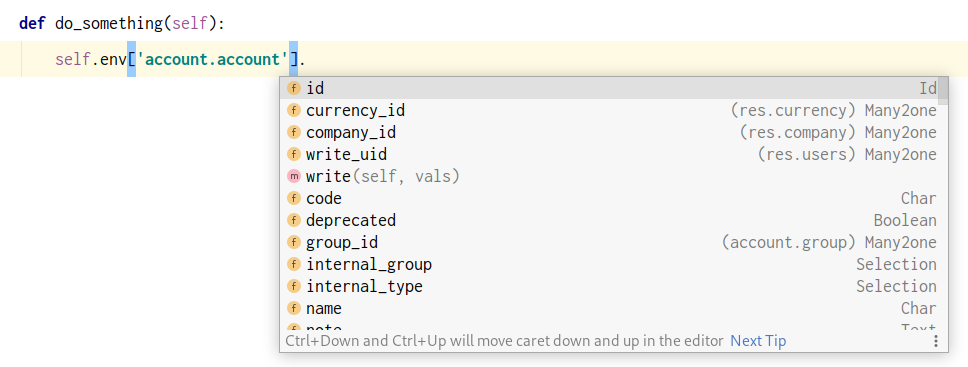 def do_something(self):
self.env['account.account'].
f id Id
f currency_id (res.currency) Many2one
f company_id (res.company) Many2one
f write_uid (res.users) Many2one
m write(self, vals)
f code Char
f deprecated Boolean
f group_id (account.group) Many2one
f internal_group Selection
f internal_type Selection
f name Char
f note Text
Ctrl+Down and Ctrl+Up will move caret down and up in the editor Next Tip